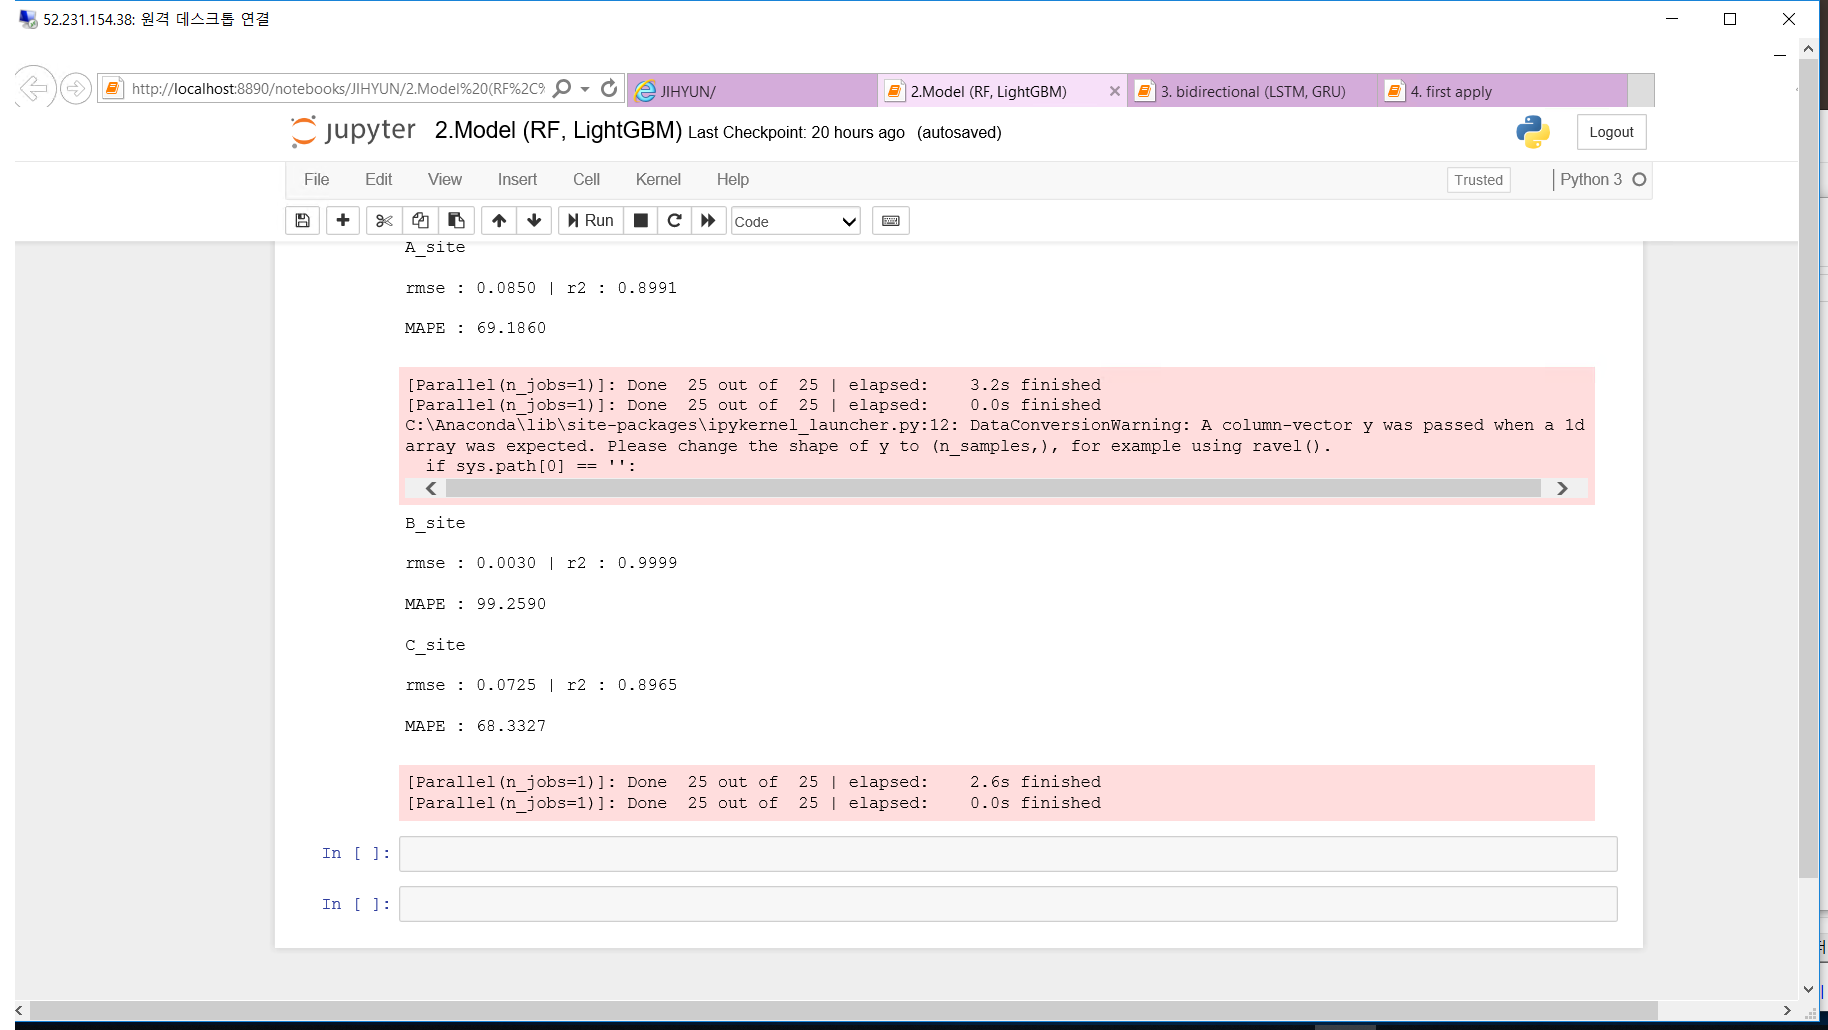 52.231.154.38: 원격 데스크톱 연결
http://localhost:8890/notebooks/JIHYUN/2.Model%20(RF%2C%
JIHYUN/
2.Model (RF, LightGBM)
3. bidirectional (LSTM, GRU)
4. first apply
jupyter 2.Model (RF, LightGBM) Last Checkpoint: 20 hours ago (autosaved)
Logout
File Edit View Insert Cell Kernel Help
Trusted
Python 3
Run
Code
A_site
rmse : 0.0850 | r2 : 0.8991
MAPE : 69.1860
[Parallel(n_jobs=1)]: Done  25 out of  25 | elapsed:    3.2s finished
[Parallel(n_jobs=1)]: Done  25 out of  25 | elapsed:    0.0s finished
C:\Anaconda\lib\site-packages\ipykernel_launcher.py:12: DataConversionWarning: A column-vector y was passed when a 1d
array was expected. Please change the shape of y to (n_samples,), for example using ravel().
  if sys.path[0] == '':
B_site
rmse : 0.0030 | r2 : 0.9999
MAPE : 99.2590
C_site
rmse : 0.0725 | r2 : 0.8965
MAPE : 68.3327
[Parallel(n_jobs=1)]: Done  25 out of  25 | elapsed:    2.6s finished
[Parallel(n_jobs=1)]: Done  25 out of  25 | elapsed:    0.0s finished
In [ ]:
In [ ]: